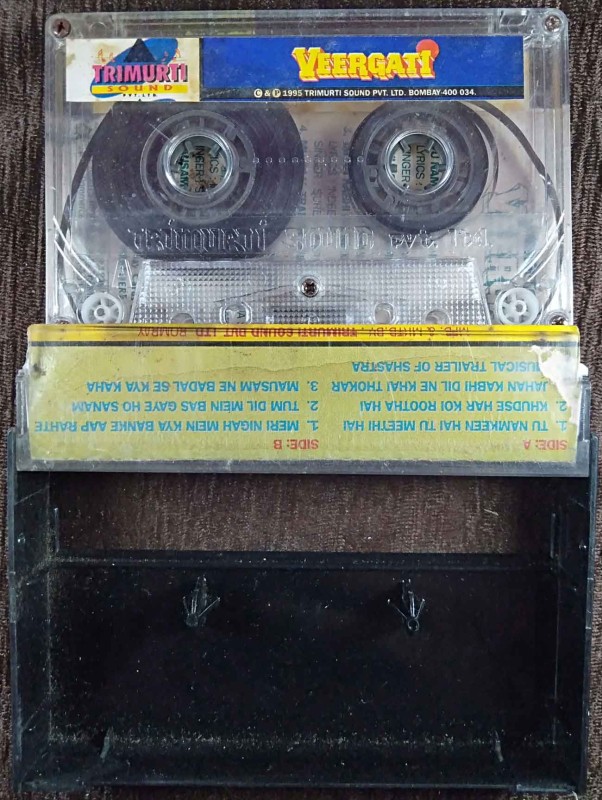 TRIMURTI
SOUND
PVT. LTD.
VEERGATI
© & ℗ 1995 TRIMURTI SOUND PVT. LTD. BOMBAY-400 034.
LYRICS :
TRIMURTI SOUND Pvt. Ltd.
A
SIDE: A
1. TU NAMKEEN HAI TU MEETHI HAI
2. KHUDSE HAR KOI ROOTHA HAI
JAHAN KABHI DIL NE KHAI THOKAR
MUSICAL TRAILER OF SHASTRA
SIDE: B
1. MERI NIGAH MEIN KYA BANKE AAP RAHTE
2. TUM DIL MEIN BAS GAYE HO SANAM
3. MAUSAM NE BADAL SE KYA KAHA
MFD. & MKTD.BY. TRIMURTI SOUND PVT. LTD. BOMBAY